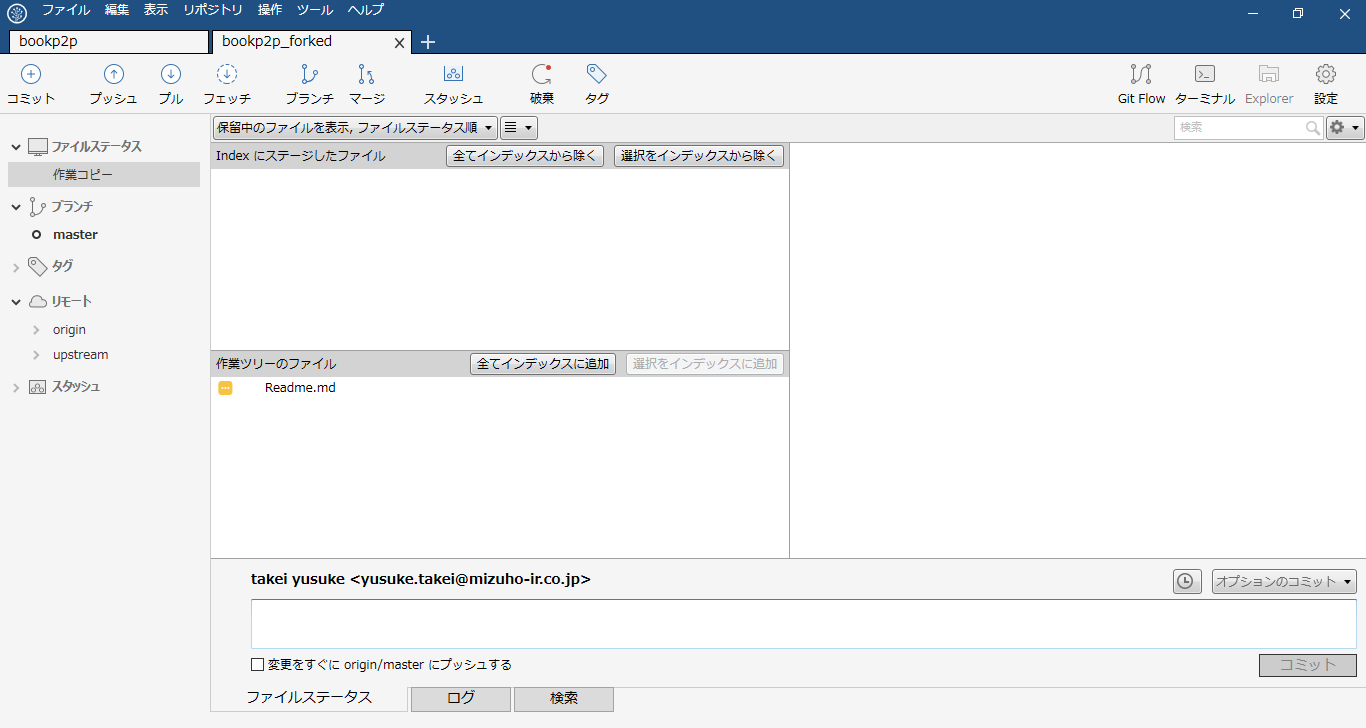 ファイル 編集 表示 リポジトリ 操作 ツール ヘルプ
bookp2p
bookp2p_forked
コミット プッシュ プル フェッチ ブランチ マージ スタッシュ 破棄 タグ Git Flow ターミナル Explorer 設定
保留中のファイルを表示, ファイルステータス順
検索
ファイルステータス
作業コピー
ブランチ
master
タグ
リモート
origin
upstream
スタッシュ
Index にステージしたファイル 全てインデックスから除く 選択をインデックスから除く
作業ツリーのファイル 全てインデックスに追加 選択をインデックスに追加
Readme.md
takei yusuke <yusuke.takei@mizuho-ir.co.jp>
オプションのコミット
変更をすぐに origin/master にプッシュする
コミット
ファイルステータス ログ 検索